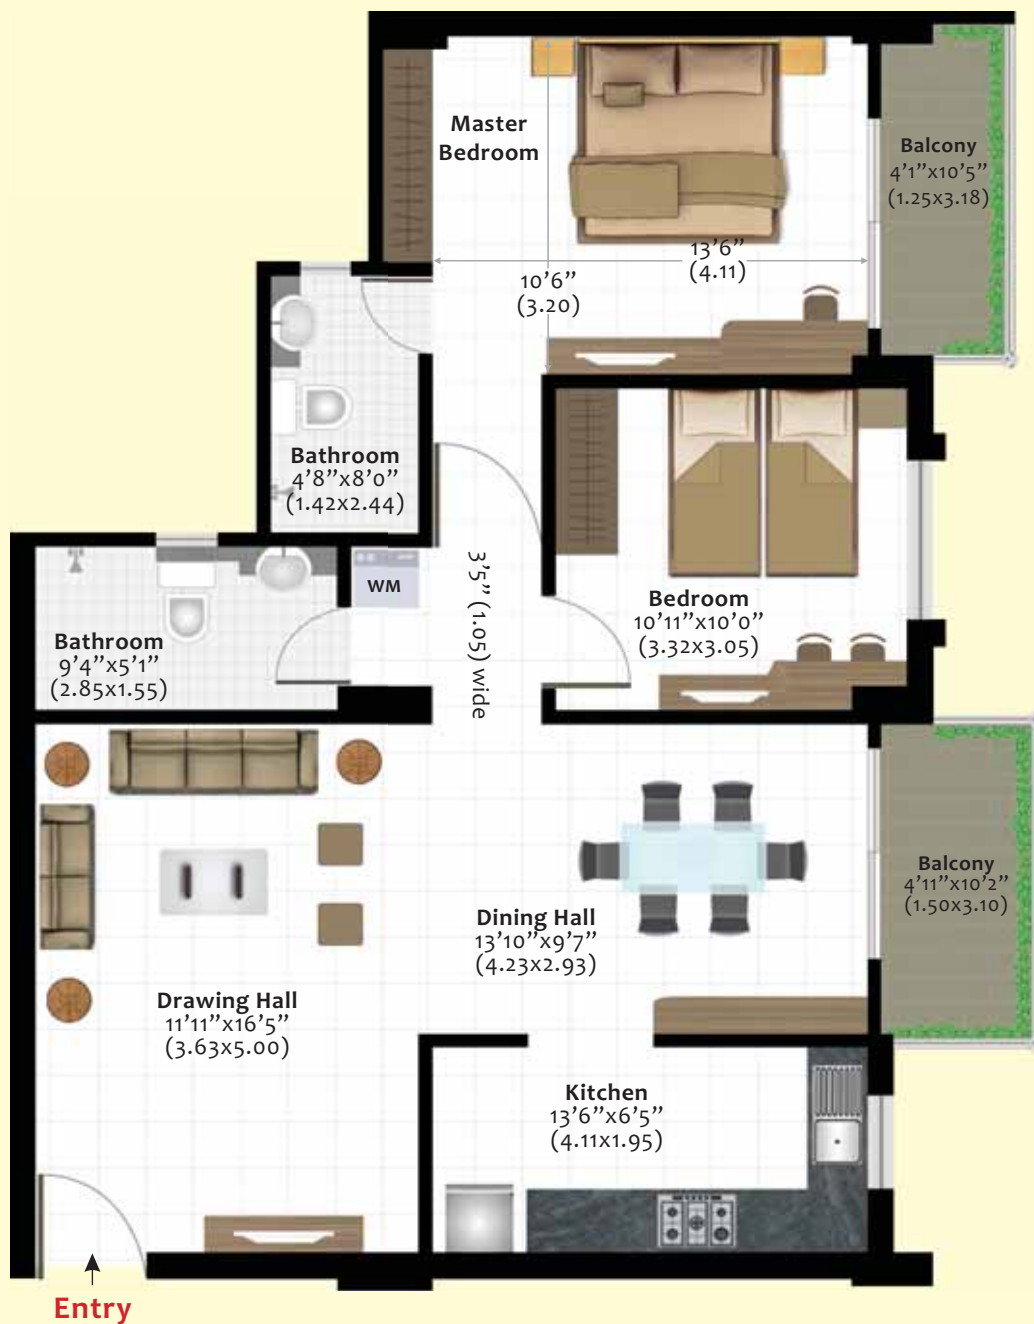 Master
Bedroom
Balcony
4’1”x10’5”
(1.25x3.18)
13’6”
(4.11)
10’6”
(3.20)
Bathroom
4’8”x8’0”
(1.42x2.44)
WM
3’5” (1.05) wide
Bedroom
10’11”x10’0”
(3.32x3.05)
Bathroom
9’4”x5’1”
(2.85x1.55)
Balcony
4’11”x10’2”
(1.50x3.10)
Dining Hall
13’10”x9’7”
(4.23x2.93)
Drawing Hall
11’11”x16’5”
(3.63x5.00)
Kitchen
13’6”x6’5”
(4.11x1.95)
Entry